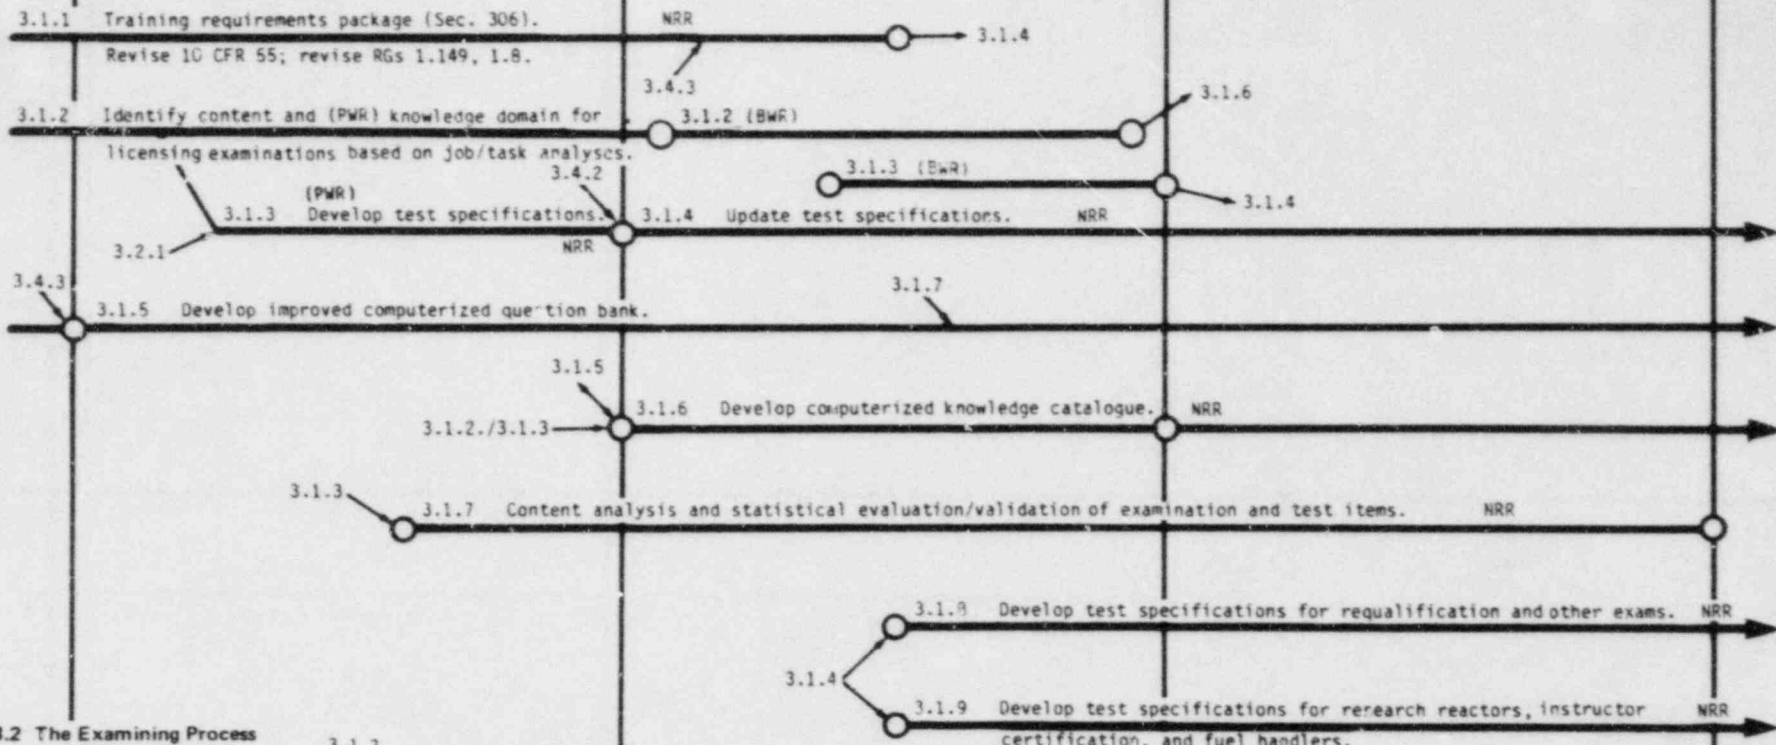 3.1.1 Training requirements package (Sec. 306). NRR
3.1.4
Revise 10 CFR 55; revise RGs 1.149, 1.8.
3.4.3
3.1.6
3.1.2 Identify content and (PWR) knowledge domain for 3.1.2 (BWR)
licensing examinations based on job/task analyses.
3.1.3 (BWR)
3.4.2
(PWR)
3.1.4
3.1.3 Develop test specifications. 3.1.4 Update test specifications. NRR
NRR
3.2.1
3.4.3
3.1.7
3.1.5 Develop improved computerized que tion bank.
3.1.5
3.1.6 Develop computerized knowledge catalogue. NRR
3.1.2./3.1.3
3.1.3
3.1.7 Content analysis and statistical evaluation/validation of examination and test items. NRR
3.1.8 Develop test specifications for requalification and other exams. NRR
3.1.4
3.1.9 Develop test specifications for research reactors, instructor NRR
certification, and fuel handlers.
3.2 The Examining Process